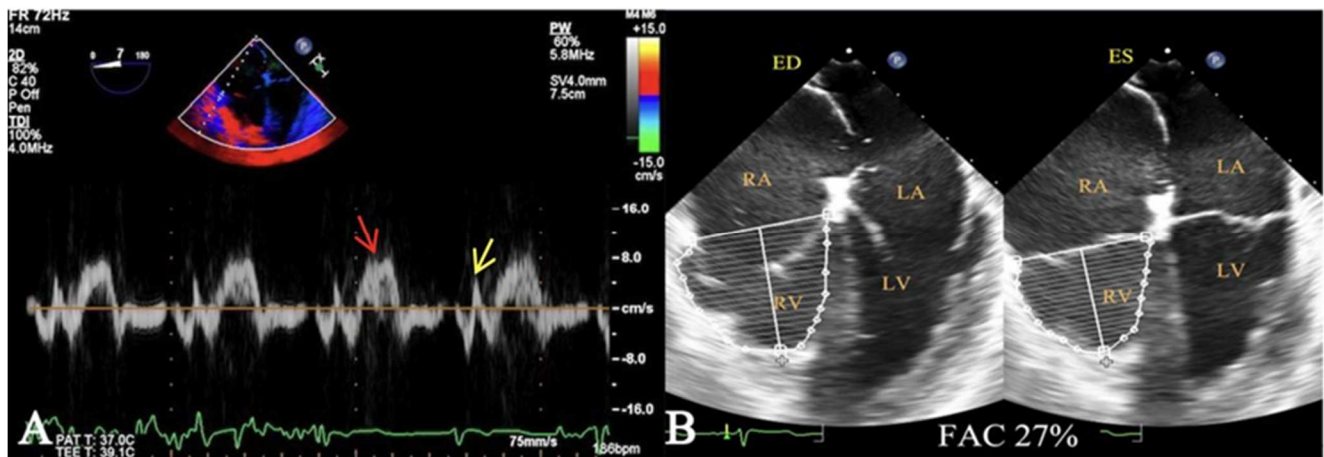 FR 72Hz
14cm
2D
82%
C 40
P Off
Pen
TDI
100%
4.0MHz
0 7 180
P
PW
60%
5.8MHz
SV4.0mm
7.5cm
M4 M6
+15.0
-15.0
cm/s
16.0
8.0
cm/s
-8.0
-16.0
A
PAT T: 37.0C
TEE T: 39.1C
75mm/s
186bpm
ED
P
RA
LA
RV
LV
ES
P
RA
LA
RV
LV
B
FAC 27%